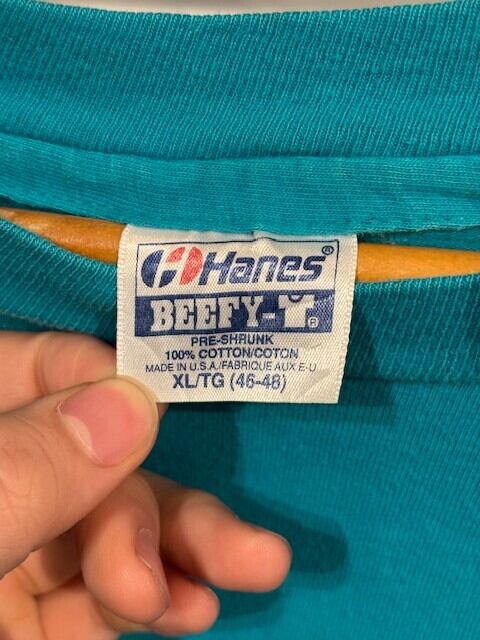 Hanes®
BEEFY-T®
PRE-SHRUNK
100% COTTON/COTON
MADE IN U.S.A./FABRIQUE AUX E-U
XL/TG (46-48)